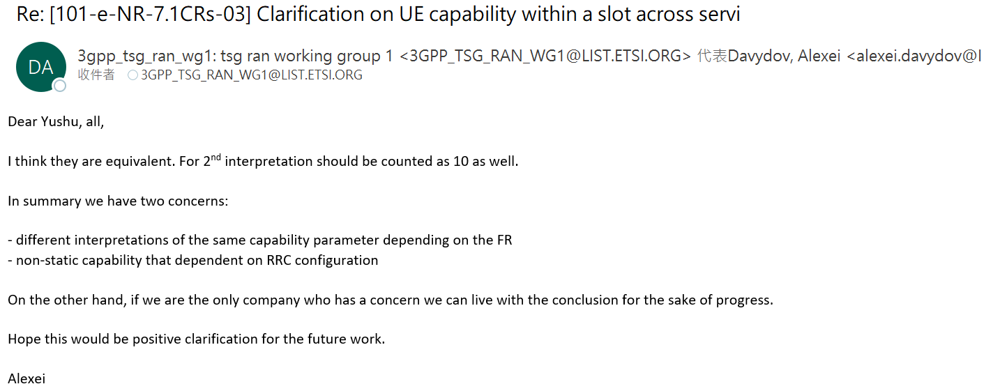 Re: [101-e-NR-7.1CRs-03] Clarification on UE capability within a slot across servi
DA
3gpp_tsg_ran_wg1: tsg ran working group 1 <3GPP_TSG_RAN_WG1@LIST.ETSI.ORG> 代表Davydov, Alexei <alexei.davydov@I
收件者 3GPP_TSG_RAN_WG1@LIST.ETSI.ORG
Dear Yushu, all,
I think they are equivalent. For 2nd interpretation should be counted as 10 as well.
In summary we have two concerns:
- different interpretations of the same capability parameter depending on the FR
- non-static capability that dependent on RRC configuration
On the other hand, if we are the only company who has a concern we can live with the conclusion for the sake of progress.
Hope this would be positive clarification for the future work.
Alexei